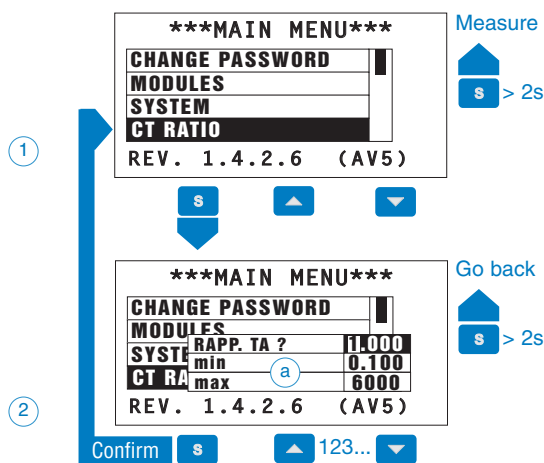 ***MAIN MENU***
Measure
CHANGE PASSWORD
MODULES
SYSTEM
CT RATIO
S > 2s
1
REV. 1.4.2.6 (AV5)
S
***MAIN MENU***
Go back
CHANGE PASSWORD
MODULES
SYSTE
RAPP. TA ? 1.000
min 0.100
CT RA
max 6000
a
S > 2s
2
REV. 1.4.2.6 (AV5)
Confirm S 123...